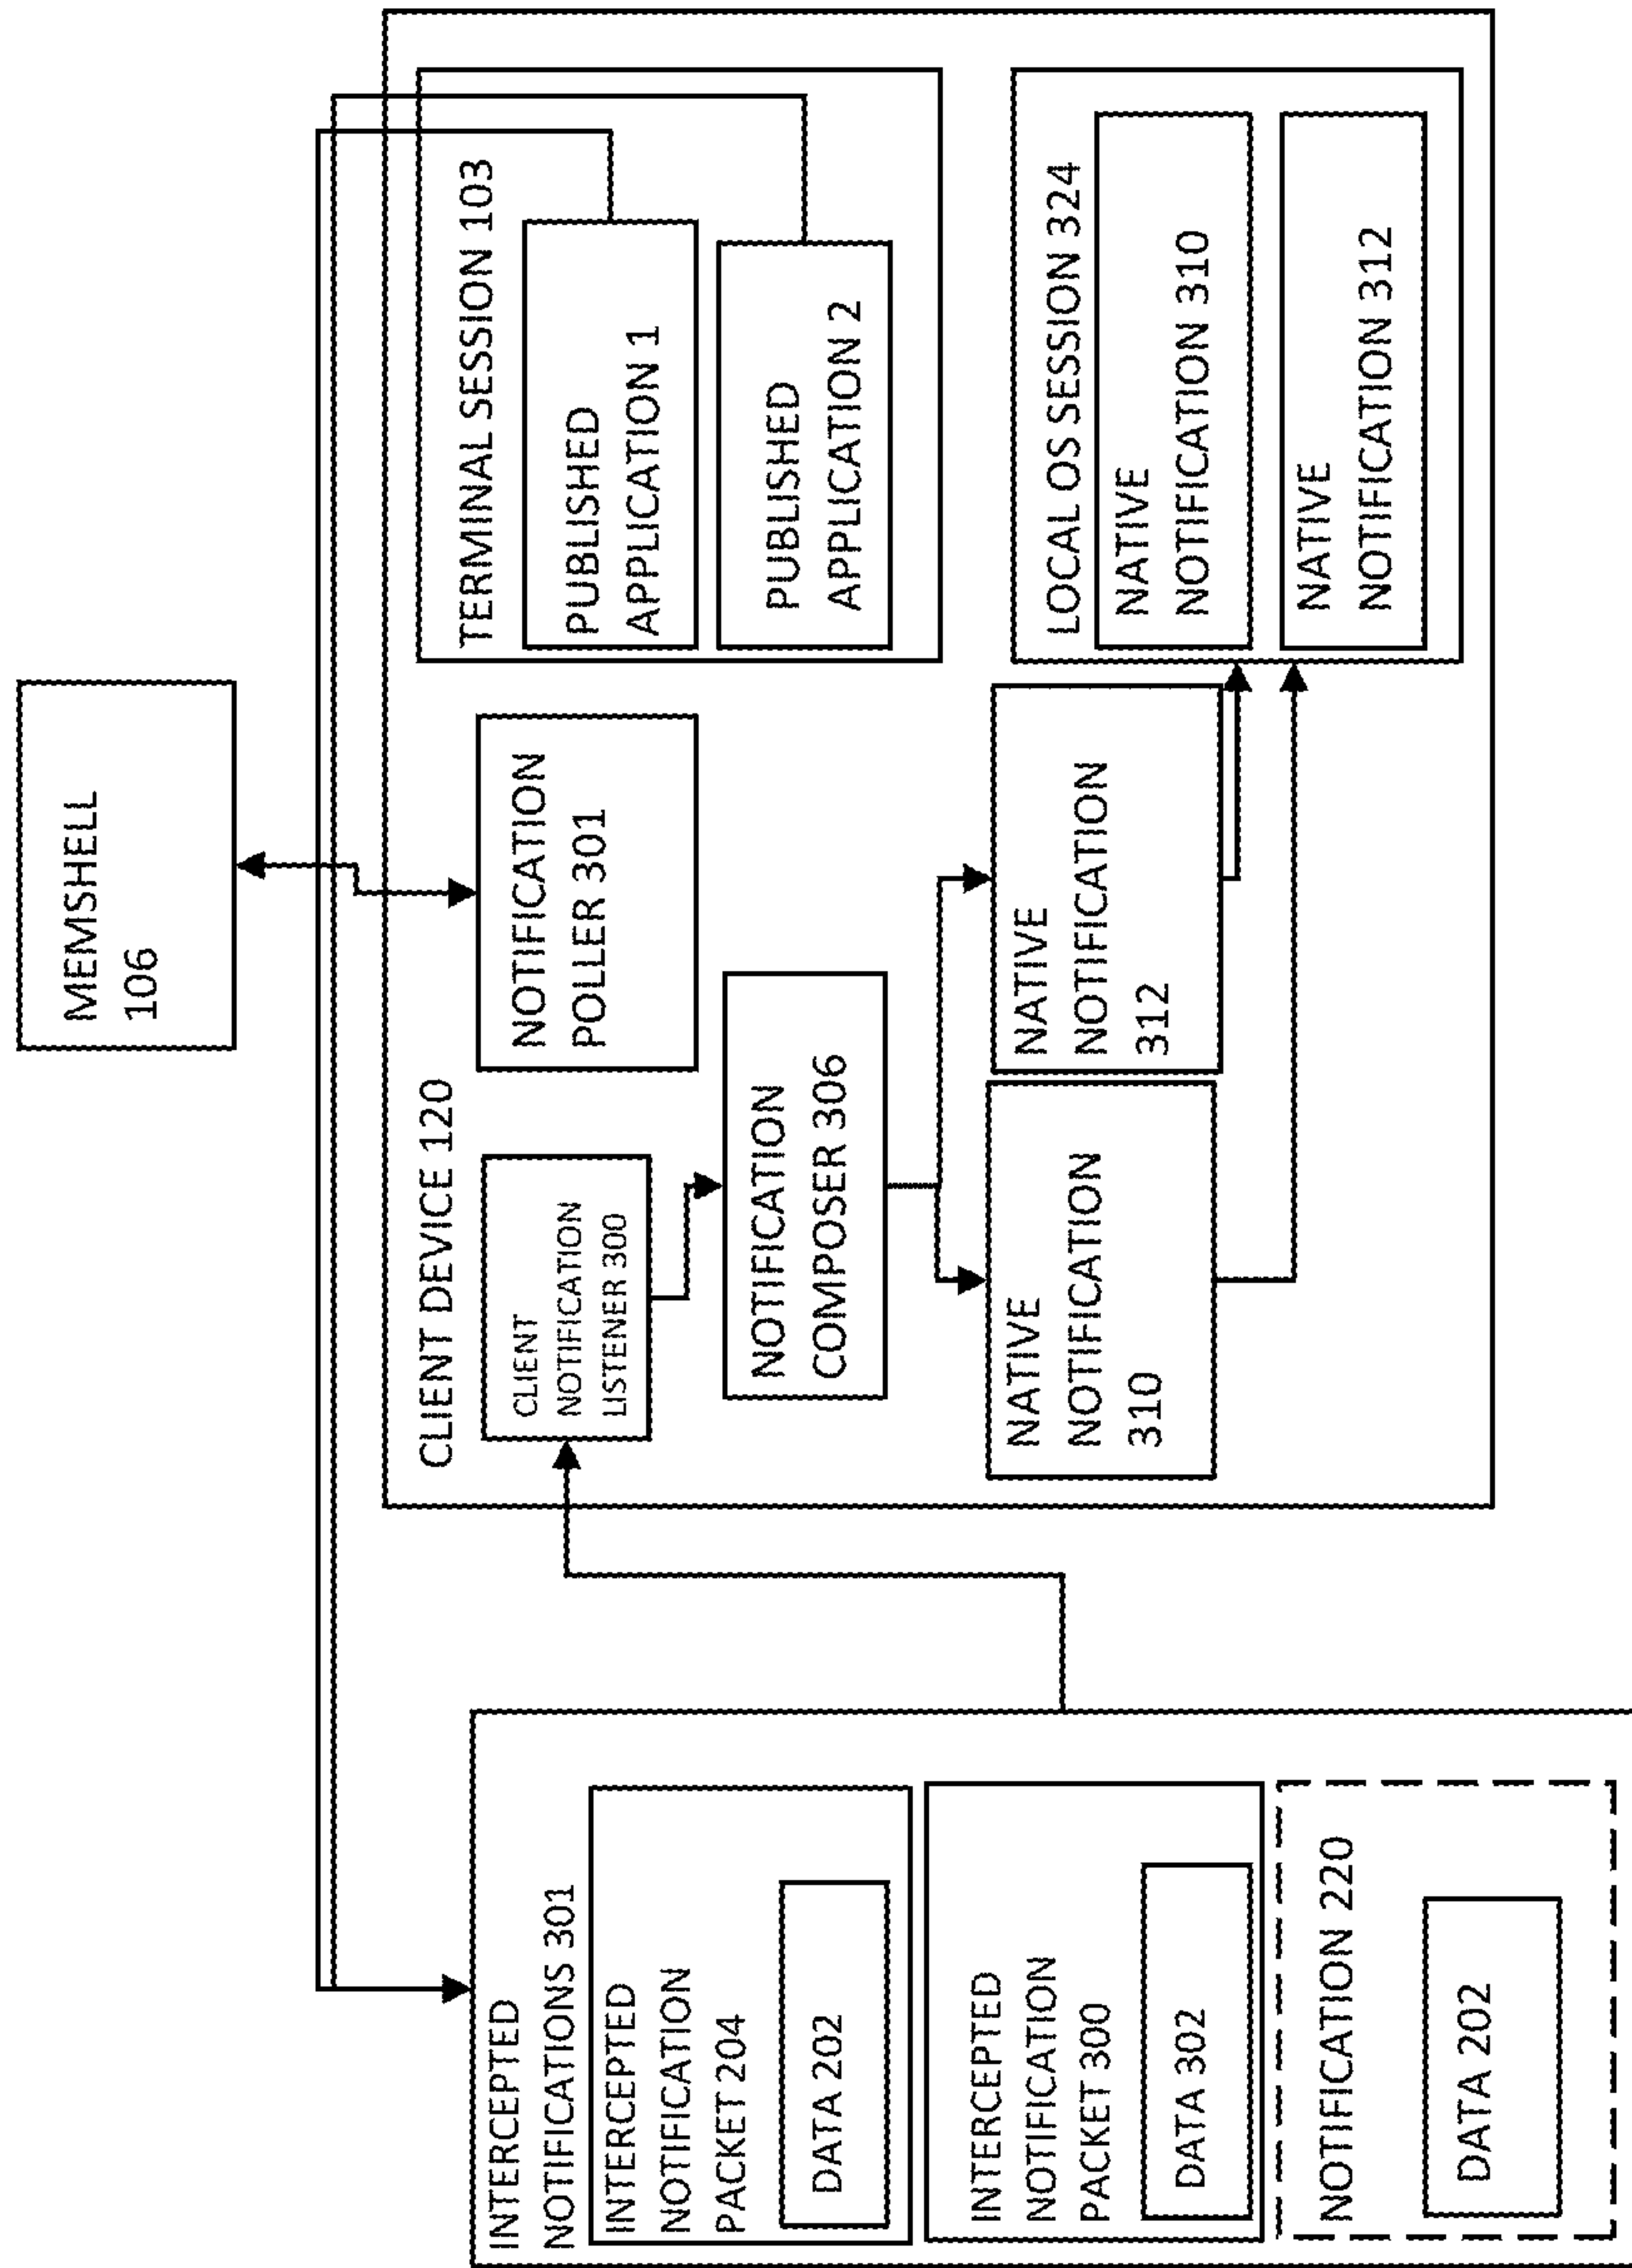 MEMSHELL
106
INTERCEPTED
NOTIFICATIONS 301
INTERCEPTED
NOTIFICATION
PACKET 204
DATA 202
INTERCEPTED
NOTIFICATION
PACKET 300
DATA 302
NOTIFICATION 220
DATA 202
CLIENT DEVICE 120
CLIENT
NOTIFICATION
LISTENER 300
NOTIFICATION
POLLER 301
NOTIFICATION
COMPOSER 306
NATIVE
NOTIFICATION
310
NATIVE
NOTIFICATION
312
TERMINAL SESSION 103
PUBLISHED
APPLICATION 1
PUBLISHED
APPLICATION 2
LOCAL OS SESSION 324
NATIVE
NOTIFICATION 310
NATIVE
NOTIFICATION 312